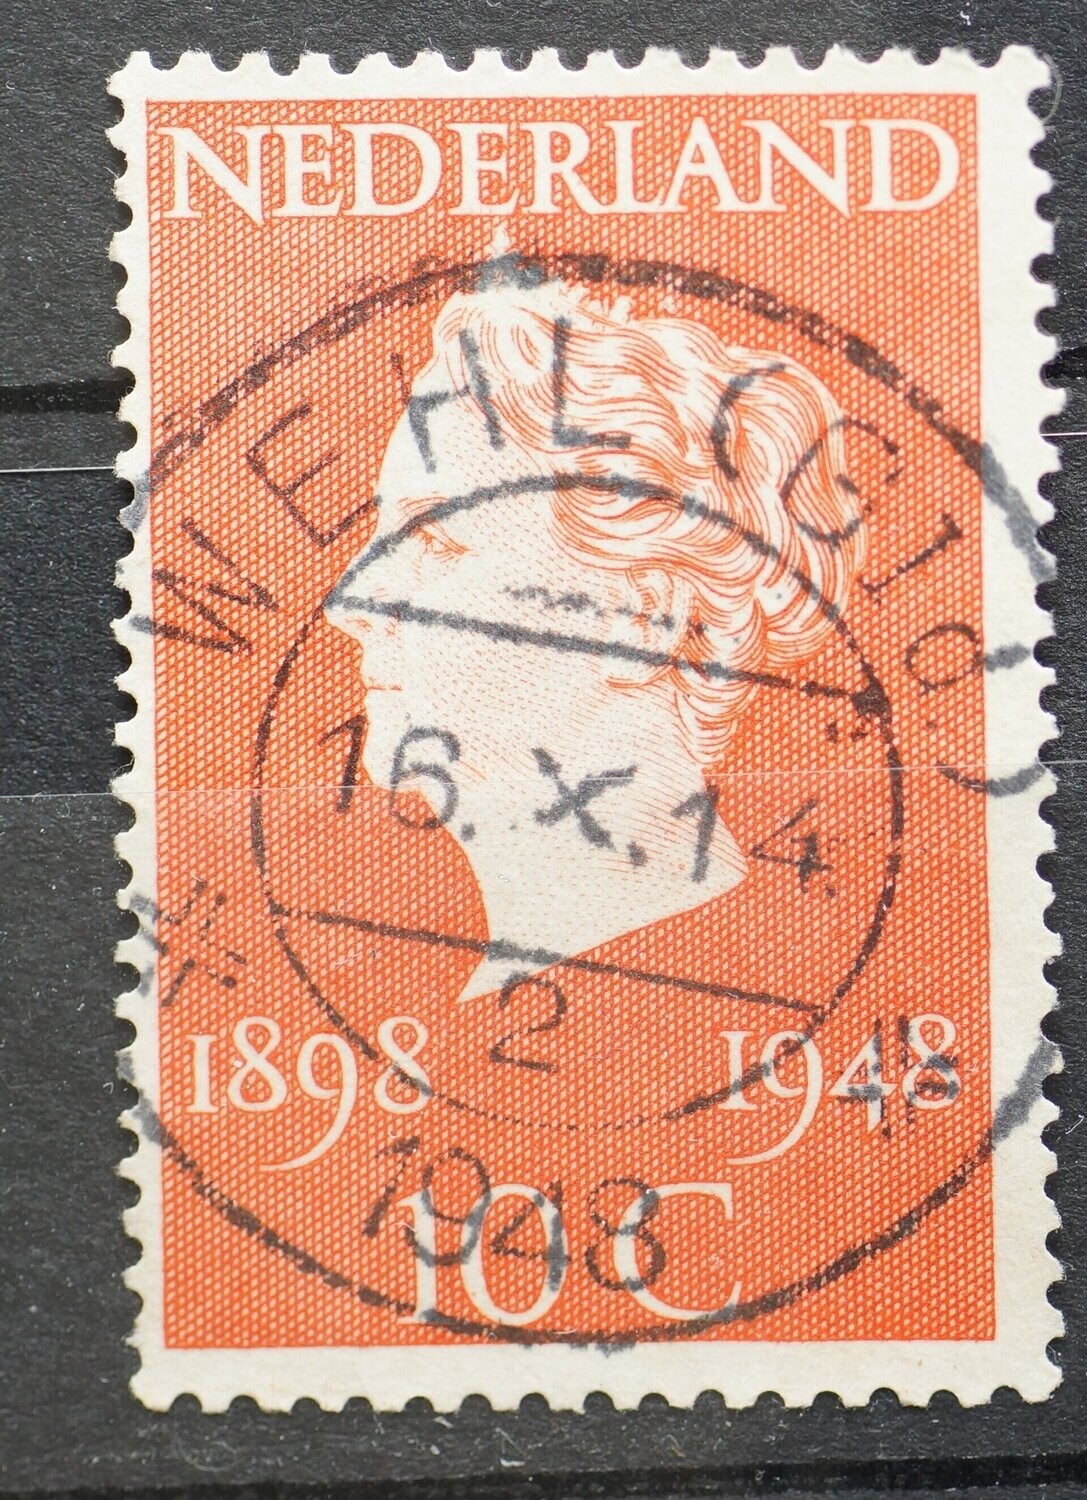 NEDERLAND
WEHL (Gld.)
16.X.14.
2
1898 1948
1948
10 C